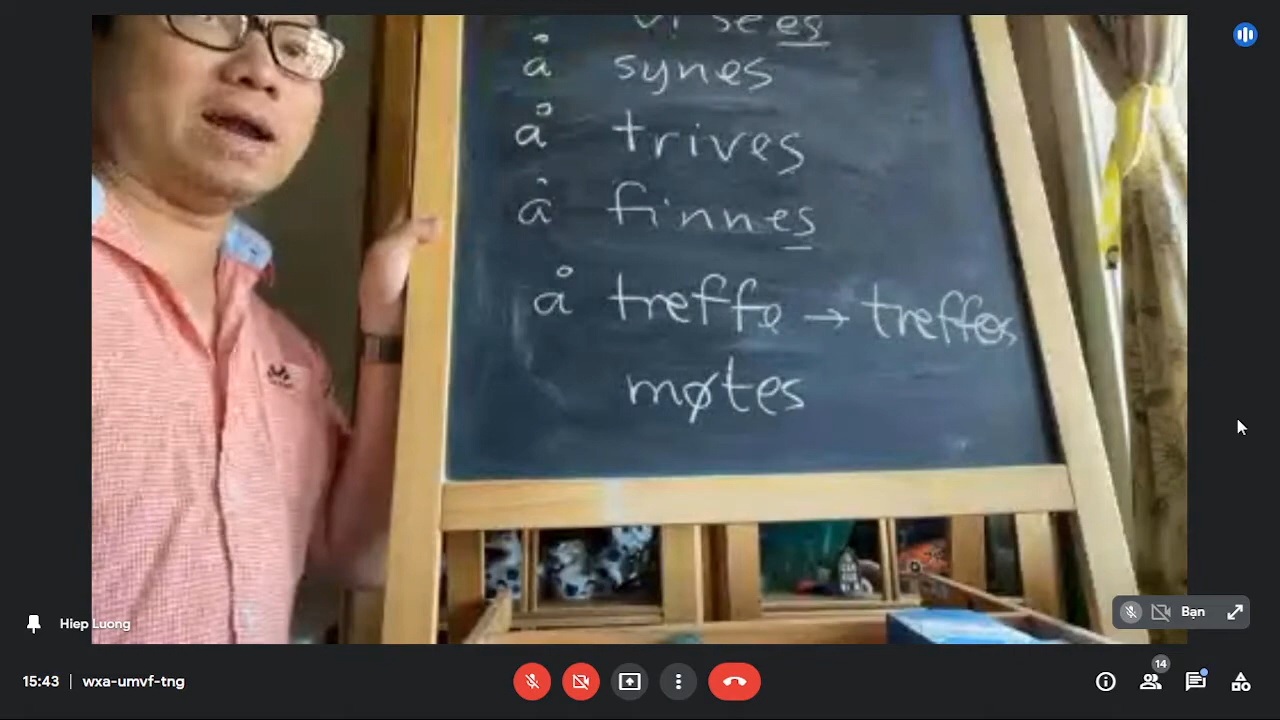 vi sees
å synes
å trives
å finnes
å treffe → treffes
møtes
Hiep Luong
Bạn
15:43 | wxa-umvf-tng
14